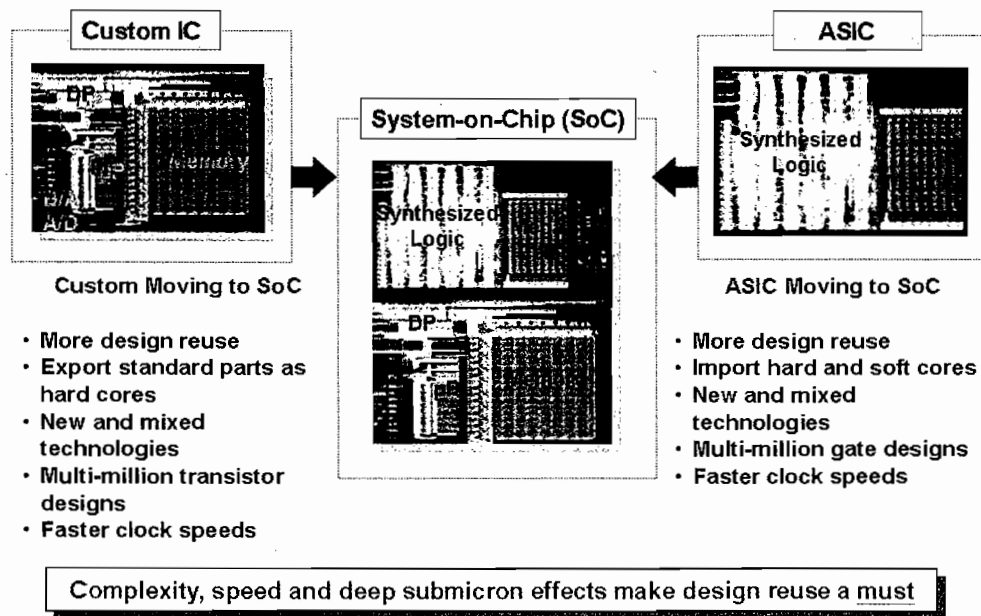 Custom IC
DP
Memory
A/D
Custom Moving to SoC
• More design reuse
• Export standard parts as
hard cores
• New and mixed
technologies
• Multi-million transistor
designs
• Faster clock speeds
System-on-Chip (SoC)
Synthesized
Logic
DP
ASIC
Synthesized
Logic
ASIC Moving to SoC
• More design reuse
• Import hard and soft cores
• New and mixed
technologies
• Multi-million gate designs
• Faster clock speeds
Complexity, speed and deep submicron effects make design reuse a must